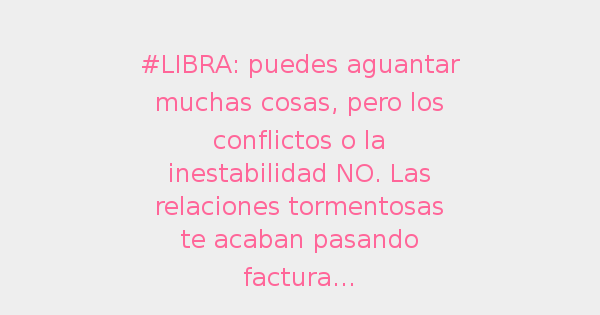 #LIBRA: puedes aguantar
muchas cosas, pero los
conflictos o la
inestabilidad NO. Las
relaciones tormentosas
te acaban pasando
factura...